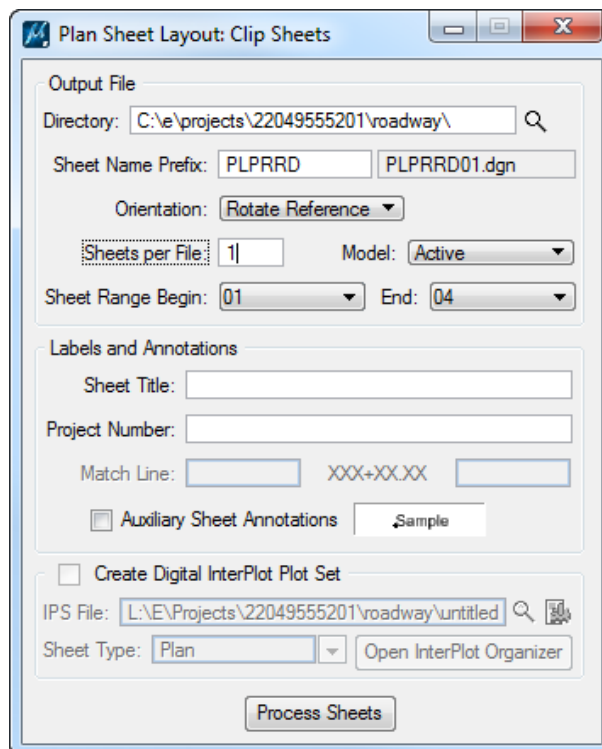 Plan Sheet Layout: Clip Sheets
Output File
Directory: C:\e\projects\22049555201\roadway\
Sheet Name Prefix: PLPRRD PLPRRD01.dgn
Orientation: Rotate Reference
Sheets per File: 1 Model: Active
Sheet Range Begin: 01 End: 04
Labels and Annotations
Sheet Title:
Project Number:
Match Line: XXX+XX.XX
Auxiliary Sheet Annotations Sample
Create Digital InterPlot Plot Set
IPS File: L:\E\Projects\22049555201\roadway\untitled
Sheet Type: Plan Open InterPlot Organizer
Process Sheets